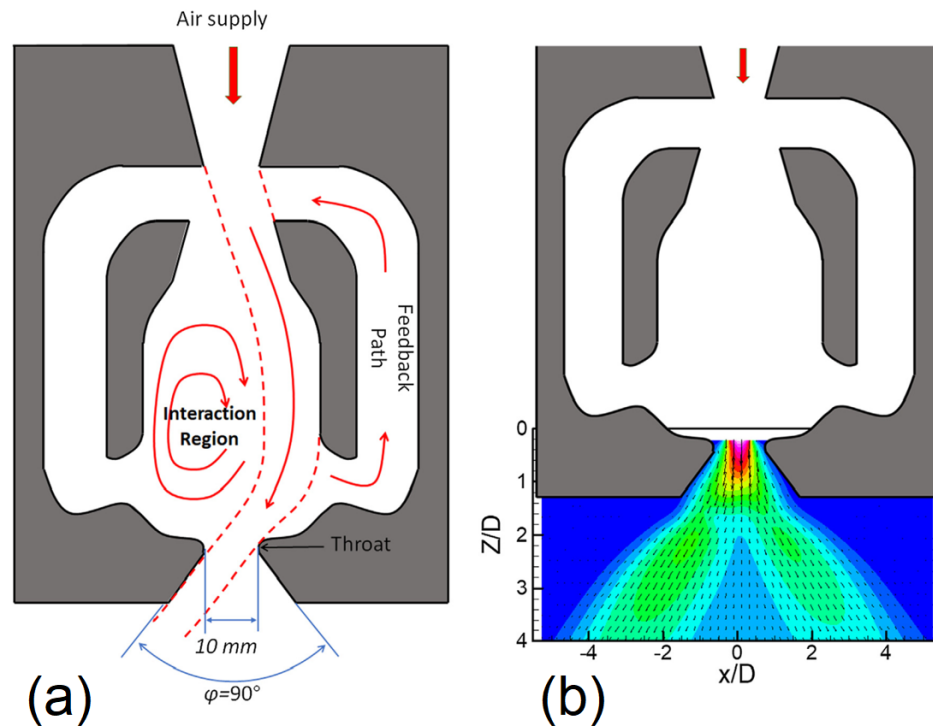 Air supply
Feedback
Path
Interaction
Region
Throat
10 mm
φ=90°
(a)
0
1
2
3
4
Z/D
-4
-2
0
2
4
x/D
(b)